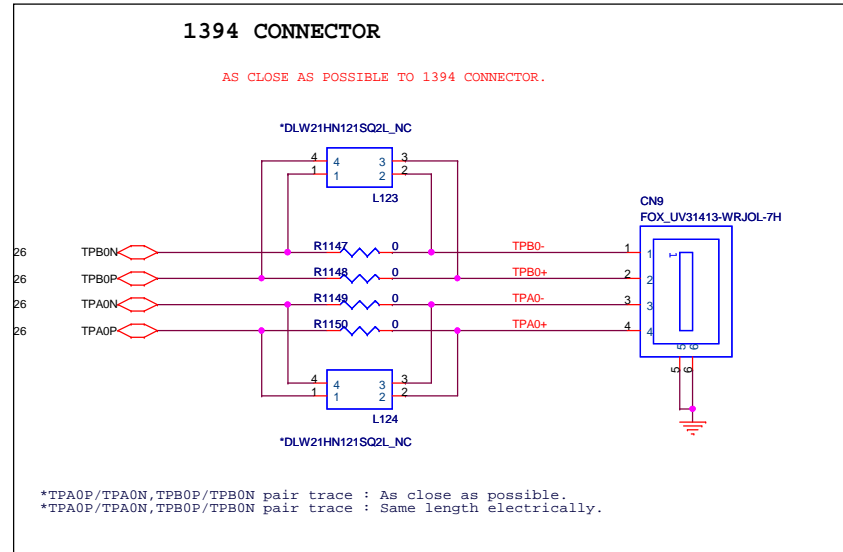 1394 CONNECTOR
AS CLOSE AS POSSIBLE TO 1394 CONNECTOR.
*DLW21HN121SQ2L_NC
4 4 3 3
1 1 2 2
L123
CN9
FOX_UV31413-WRJOL-7H
26 TPB0N R1147 0 TPB0- 1 1 1
26 TPB0P R1148 0 TPB0+ 2 2
26 TPA0N R1149 0 TPA0- 3 3
26 TPA0P R1150 0 TPA0+ 4 4
5 6
5 6
4 4 3 3
1 1 2 2
L124
*DLW21HN121SQ2L_NC
*TPA0P/TPA0N,TPB0P/TPB0N pair trace : As close as possible.
*TPA0P/TPA0N,TPB0P/TPB0N pair trace : Same length electrically.